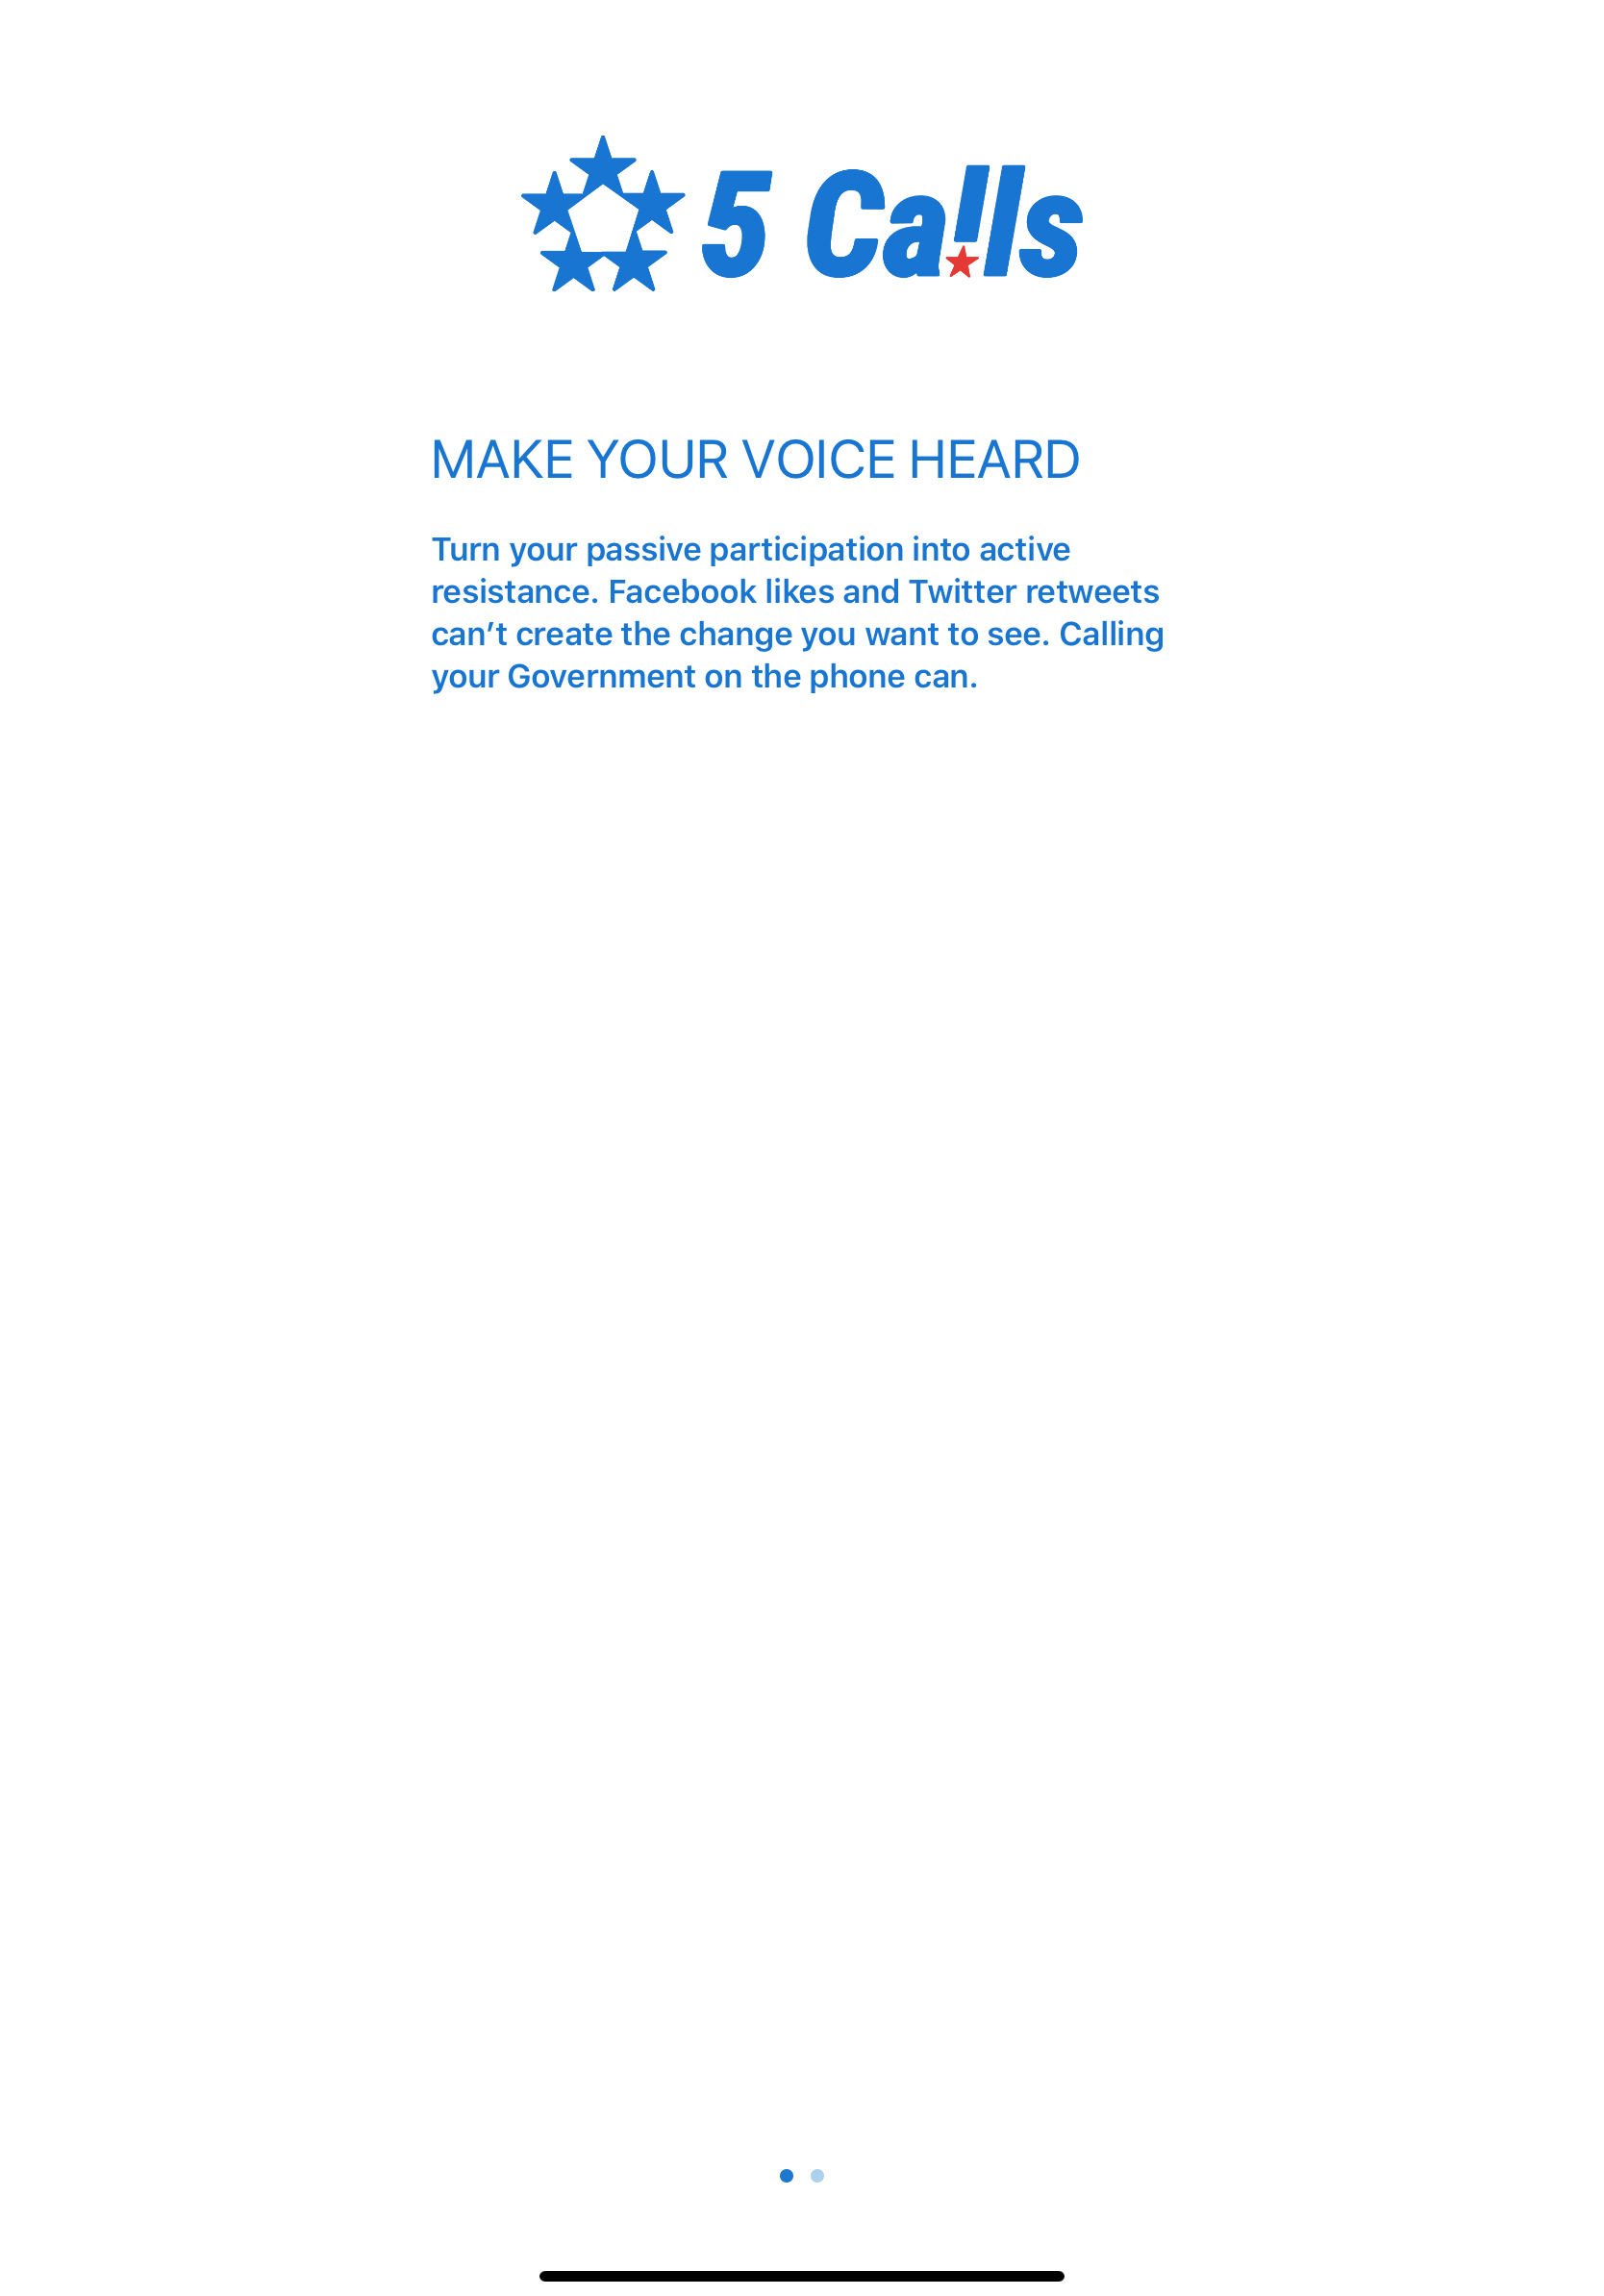 5 Calls
MAKE YOUR VOICE HEARD
Turn your passive participation into active
resistance. Facebook likes and Twitter retweets
can’t create the change you want to see. Calling
your Government on the phone can.